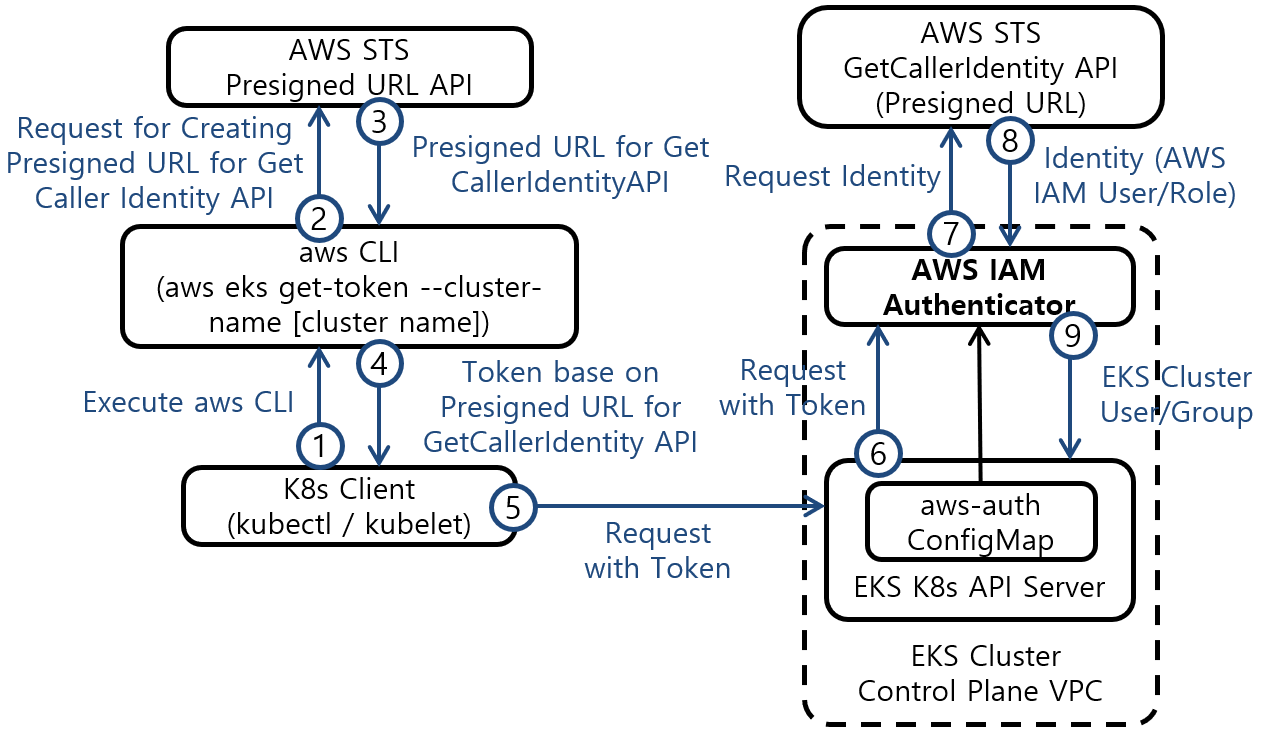 AWS STS
Presigned URL API
3
Request for Creating
Presigned URL for Get
Caller Identity API
Presigned URL for Get
CallerIdentityAPI
2
aws CLI
(aws eks get-token --cluster-
name [cluster name])
4
Execute aws CLI
Token base on
Presigned URL for
GetCallerIdentity API
1
K8s Client
(kubectl / kubelet)
5
Request
with Token
AWS STS
GetCallerIdentity API
(Presigned URL)
8
Request Identity
Identity (AWS
IAM User/Role)
7
AWS IAM
Authenticator
9
Request
with Token
EKS Cluster
User/Group
6
aws-auth
ConfigMap
EKS K8s API Server
EKS Cluster
Control Plane VPC